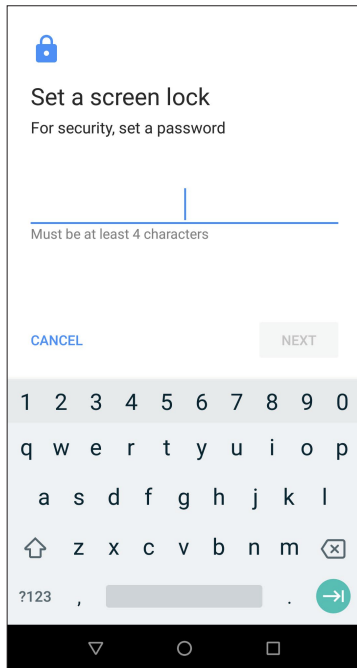 Set a screen lock
For security, set a password
Must be at least 4 characters
CANCEL NEXT
1 2 3 4 5 6 7 8 9 0
q w e r t y u i o p
a s d f g h j k l
z x c v b n m
?123 , .